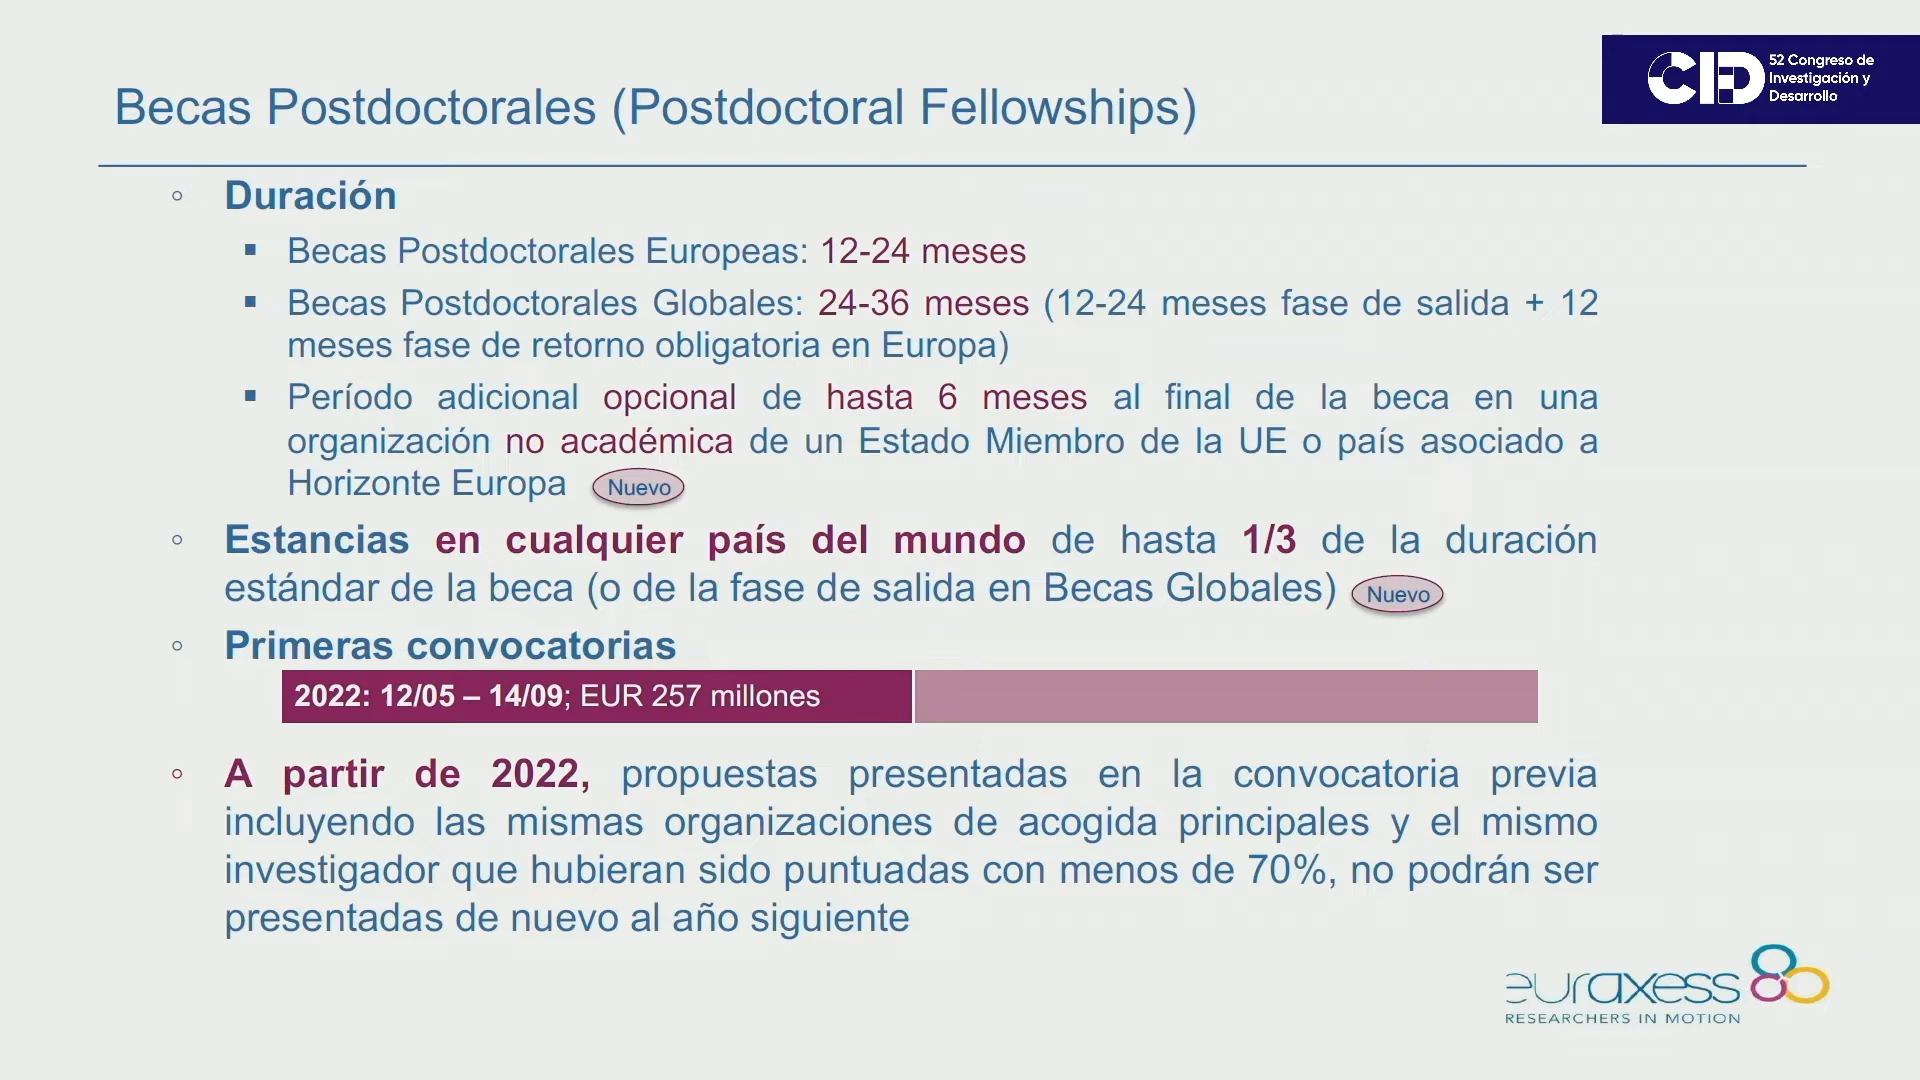 52 Congreso de
CID Investigación y
Desarrollo
Becas Postdoctorales (Postdoctoral Fellowships)
◦ Duración
▪ Becas Postdoctorales Europeas: 12-24 meses
▪ Becas Postdoctorales Globales: 24-36 meses (12-24 meses fase de salida + 12
meses fase de retorno obligatoria en Europa)
▪ Período adicional opcional de hasta 6 meses al final de la beca en una
organización no académica de un Estado Miembro de la UE o país asociado a
Horizonte Europa Nuevo
◦ Estancias en cualquier país del mundo de hasta 1/3 de la duración
estándar de la beca (o de la fase de salida en Becas Globales) Nuevo
◦ Primeras convocatorias
2022: 12/05 – 14/09; EUR 257 millones
◦ A partir de 2022, propuestas presentadas en la convocatoria previa
incluyendo las mismas organizaciones de acogida principales y el mismo
investigador que hubieran sido puntuadas con menos de 70%, no podrán ser
presentadas de nuevo al año siguiente
euraxess
RESEARCHERS IN MOTION